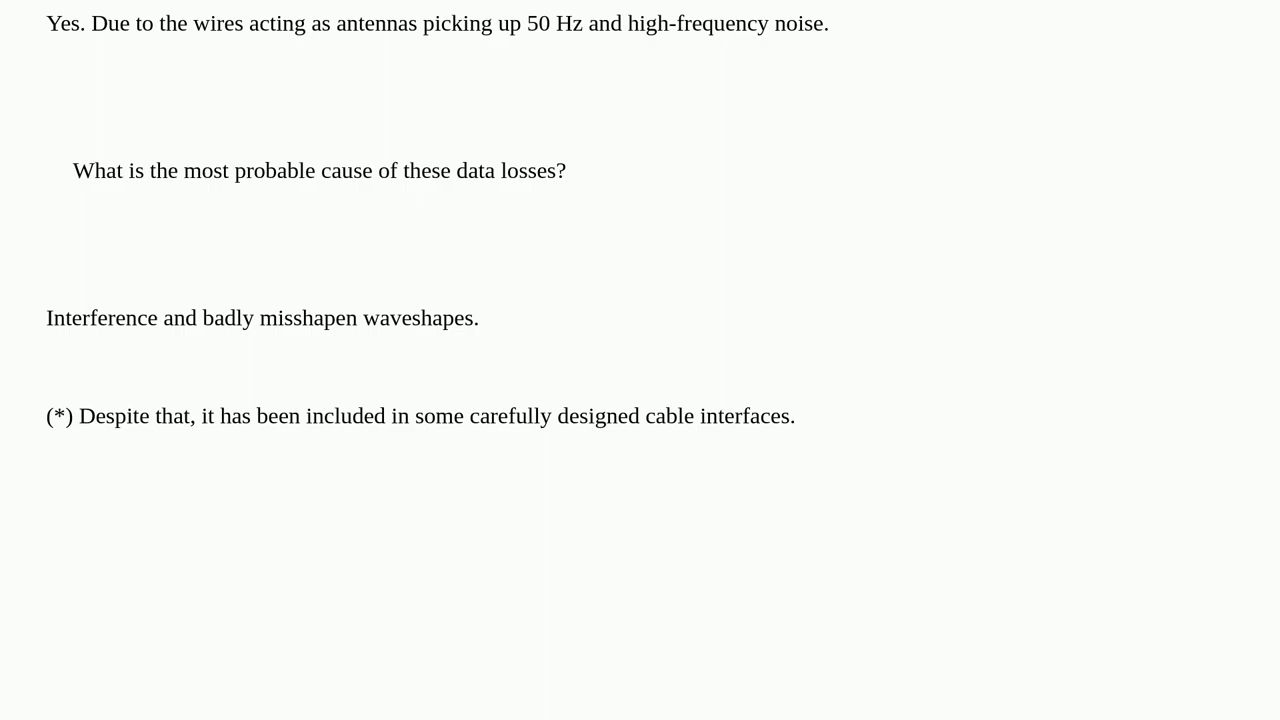 Yes. Due to the wires acting as antennas picking up 50 Hz and high-frequency noise.
What is the most probable cause of these data losses?
Interference and badly misshapen waveshapes.
(*) Despite that, it has been included in some carefully designed cable interfaces.